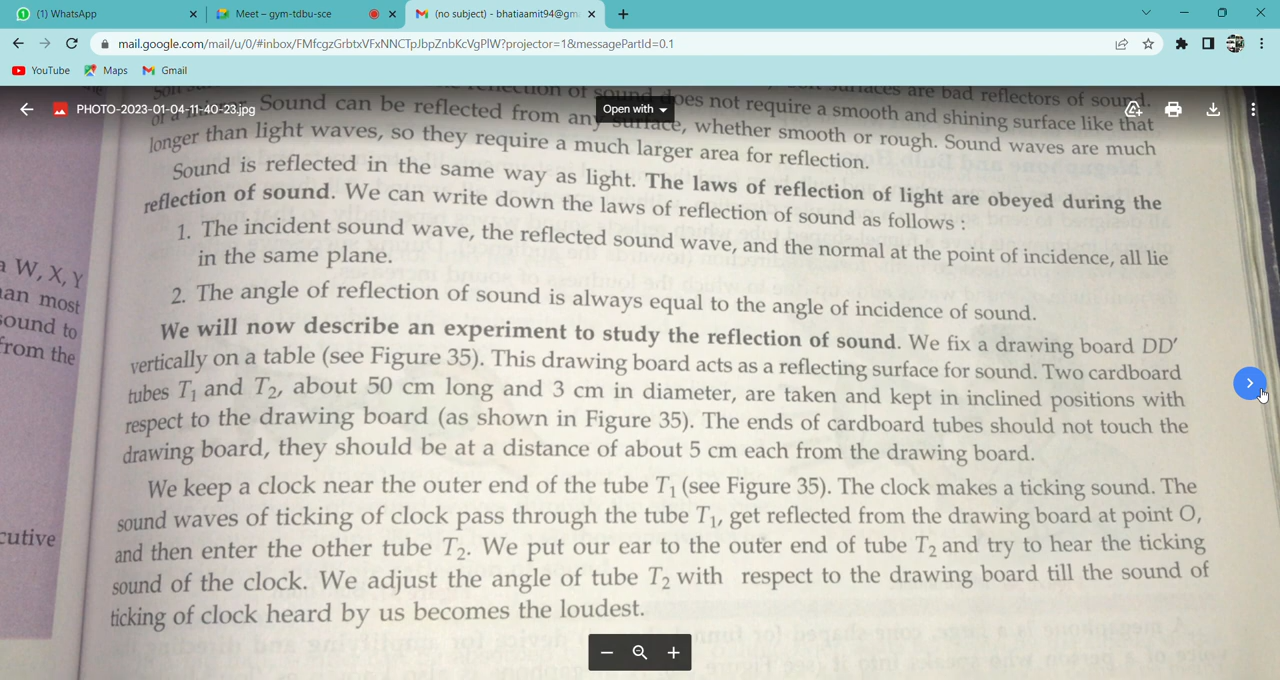 (1) WhatsApp
Meet – gym-tdbu-sce
(no subject) - bhatiaamit94@gm
mail.google.com/mail/u/0/#inbox/FMfcgzGrbtxVFxNNCTpJbpZnbKcVgPlW?projector=1&messagePartId=0.1
YouTube Maps Gmail
PHOTO-2023-01-04-11-40-23.jpg
Open with
surfaces are bad reflectors of sound.
of sound does not require a smooth and shining surface like that
Sound can be reflected from any surface, whether smooth or rough. Sound waves are much
longer than light waves, so they require a much larger area for reflection.
Sound is reflected in the same way as light. The laws of reflection of light are obeyed during the
reflection of sound. We can write down the laws of reflection of sound as follows :
1. The incident sound wave, the reflected sound wave, and the normal at the point of incidence, all lie
in the same plane.
2. The angle of reflection of sound is always equal to the angle of incidence of sound.
We will now describe an experiment to study the reflection of sound. We fix a drawing board DD′
vertically on a table (see Figure 35). This drawing board acts as a reflecting surface for sound. Two cardboard
tubes T1 and T2, about 50 cm long and 3 cm in diameter, are taken and kept in inclined positions with
respect to the drawing board (as shown in Figure 35). The ends of cardboard tubes should not touch the
drawing board, they should be at a distance of about 5 cm each from the drawing board.
We keep a clock near the outer end of the tube T1 (see Figure 35). The clock makes a ticking sound. The
sound waves of ticking of clock pass through the tube T1, get reflected from the drawing board at point O,
and then enter the other tube T2. We put our ear to the outer end of tube T2 and try to hear the ticking
sound of the clock. We adjust the angle of tube T2 with respect to the drawing board till the sound of
ticking of clock heard by us becomes the loudest.
W, X, Y
most
sound to
from the
cutive